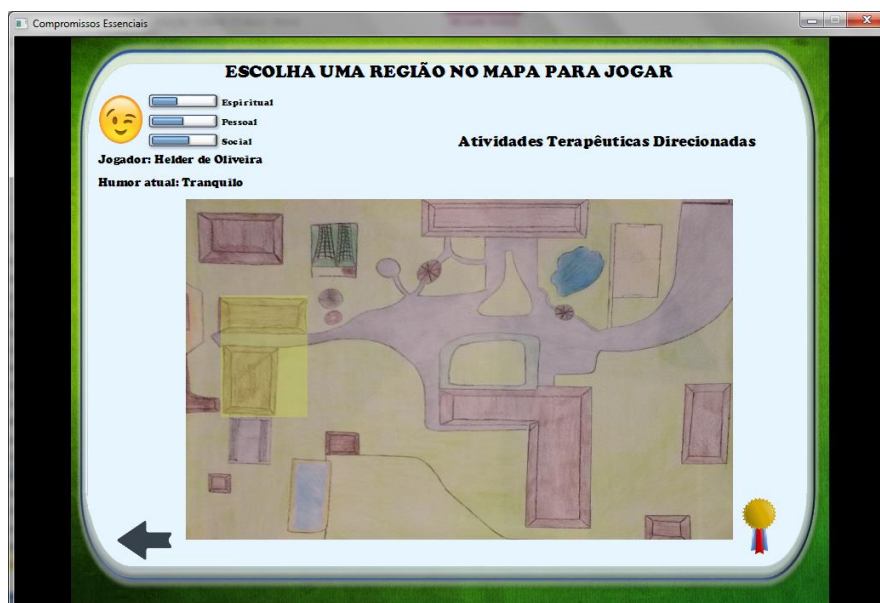 Compromissos Essenciais
ESCOLHA UMA REGIÃO NO MAPA PARA JOGAR
Espiritual
Pessoal
Social
Atividades Terapêuticas Direcionadas
Jogador: Helder de Oliveira
Humor atual: Tranquilo